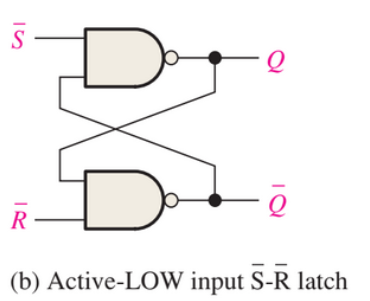 S̅
Q
R̅
Q̅
(b) Active-LOW input S̅-R̅ latch